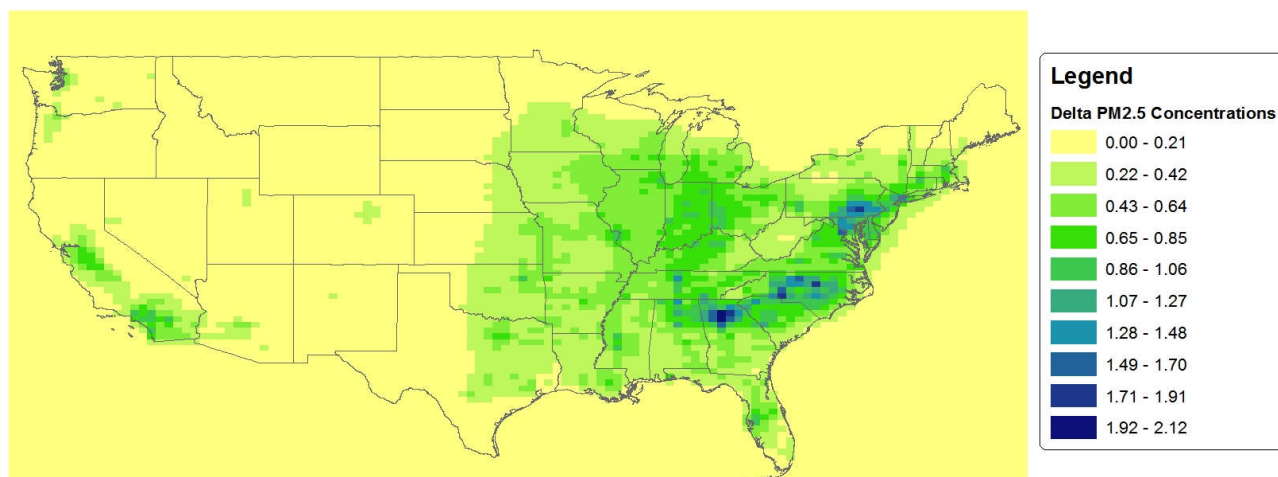 Legend
Delta PM2.5 Concentrations
0.00 - 0.21
0.22 - 0.42
0.43 - 0.64
0.65 - 0.85
0.86 - 1.06
1.07 - 1.27
1.28 - 1.48
1.49 - 1.70
1.71 - 1.91
1.92 - 2.12